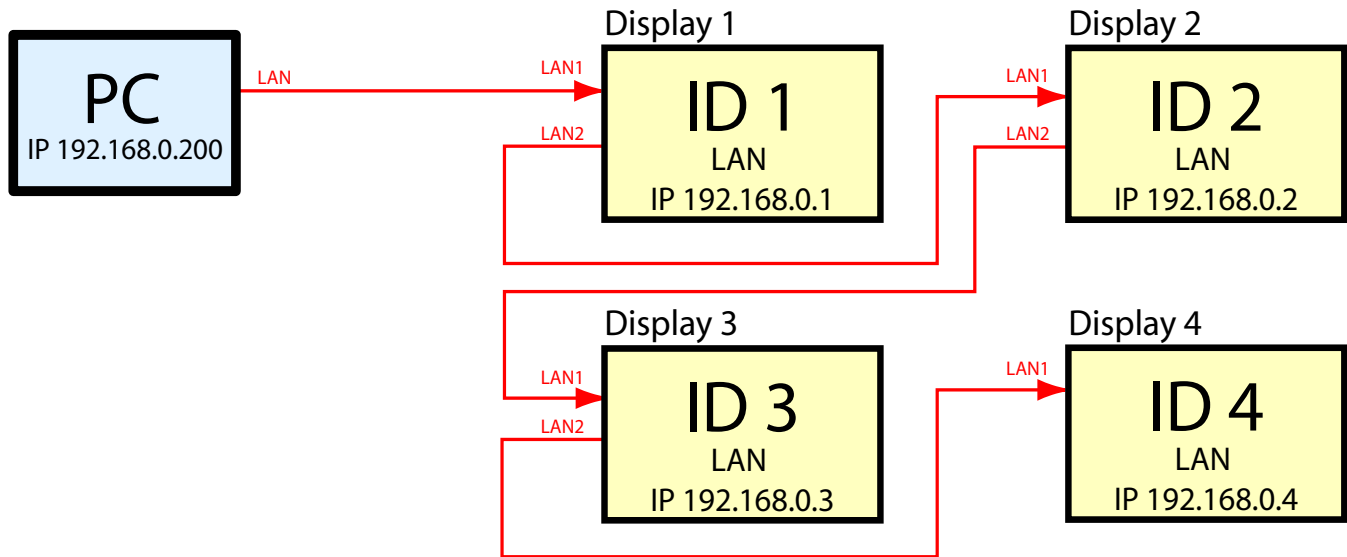 Display 1
Display 2
PC
IP 192.168.0.200
LAN
LAN1
LAN2
ID 1
LAN
IP 192.168.0.1
LAN1
LAN2
ID 2
LAN
IP 192.168.0.2
Display 3
Display 4
LAN1
LAN2
ID 3
LAN
IP 192.168.0.3
LAN1
ID 4
LAN
IP 192.168.0.4